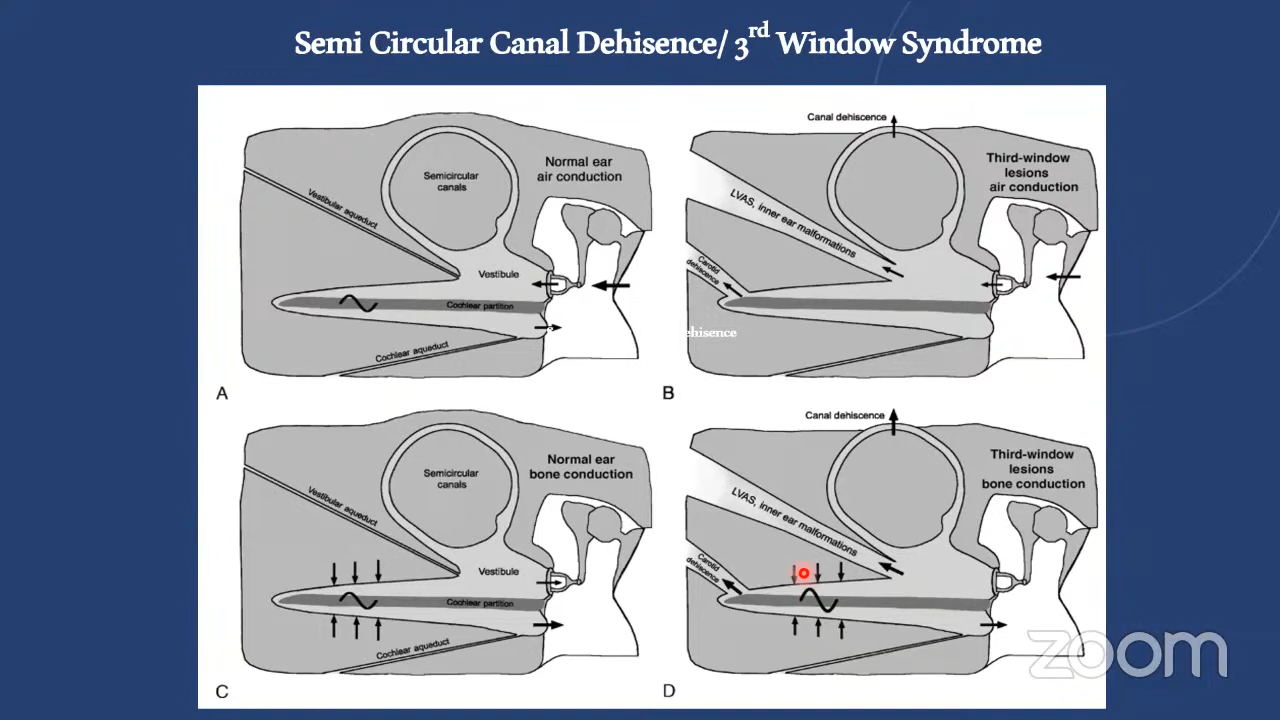 Semi Circular Canal Dehisence/ 3rd Window Syndrome
Normal ear
air conduction
Semicircular
canals
Vestibular aqueduct
Vestibule
Cochlear partition
Cochlear aqueduct
A
Canal dehiscence
Third-window
lesions
air conduction
LVAS, inner ear malformations
Carotid
dehiscence
ehisence
B
Normal ear
bone conduction
Semicircular
canals
Vestibular aqueduct
Vestibule
Cochlear partition
Cochlear aqueduct
C
Canal dehiscence
Third-window
lesions
bone conduction
LVAS, inner ear malformations
Carotid
dehiscence
D
zoom